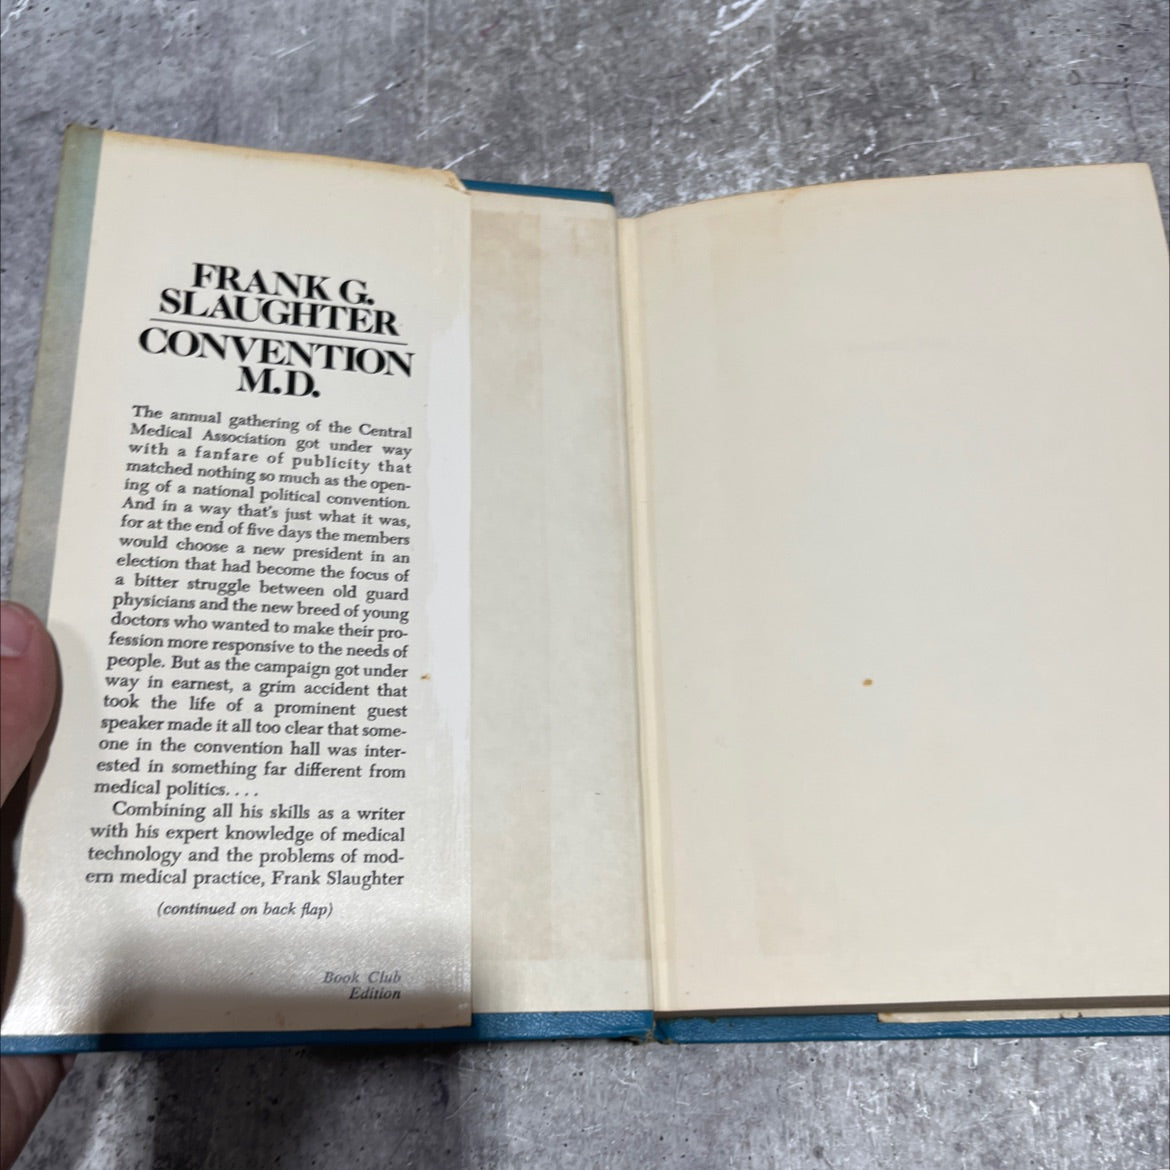 FRANK G.
SLAUGHTER
CONVENTION
M.D.
The annual gathering of the Central
Medical Association got under way
with a fanfare of publicity that
matched nothing so much as the open-
ing of a national political convention.
And in a way that's just what it was,
for at the end of five days the members
would choose a new president in an
election that had become the focus of
a bitter struggle between old guard
physicians and the new breed of young
doctors who wanted to make their pro-
fession more responsive to the needs of
people. But as the campaign got under
way in earnest, a grim accident that
took the life of a prominent guest
speaker made it all too clear that some-
one in the convention hall was inter-
ested in something far different from
medical politics. . . .
Combining all his skills as a writer
with his expert knowledge of medical
technology and the problems of mod-
ern medical practice, Frank Slaughter
(continued on back flap)
Book Club
Edition